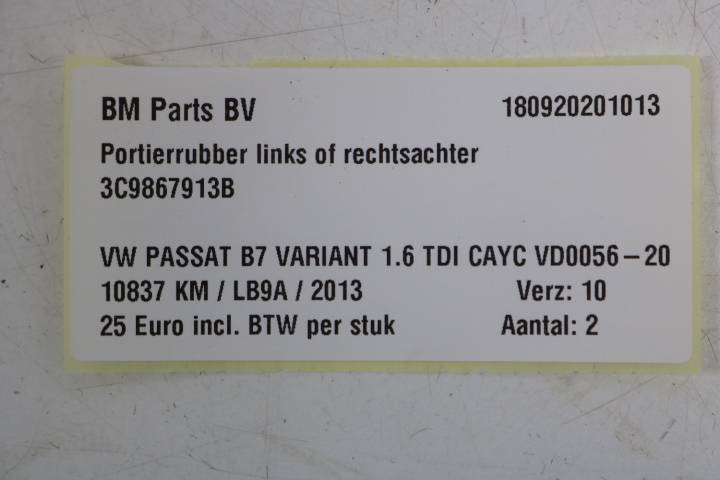 BM Parts BV 180920201013
Portierrubber links of rechtsachter
3C9867913B
VW PASSAT B7 VARIANT 1.6 TDI CAYC VD0056-20
10837 KM / LB9A / 2013 Verz: 10
25 Euro incl. BTW per stuk Aantal: 2